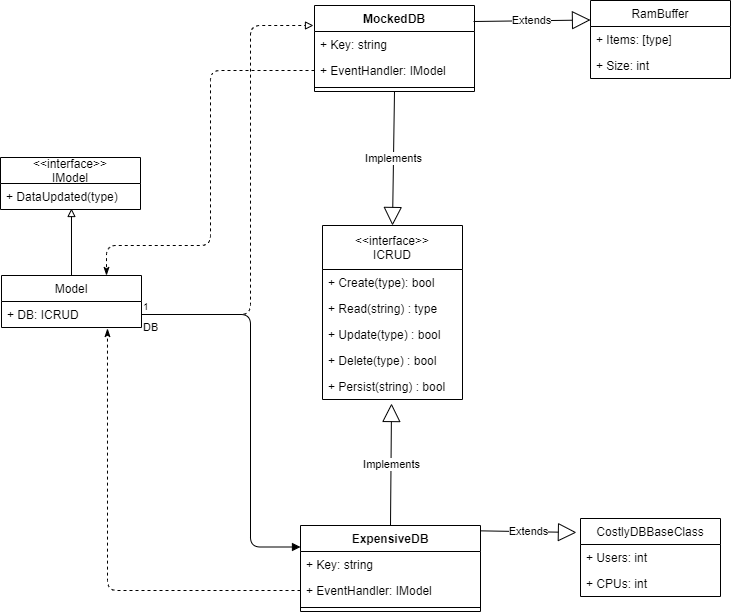 MockedDB
+ Key: string
+ EventHandler: IModel
Extends
RamBuffer
+ Items: [type]
+ Size: int
Implements
<<interface>>
IModel
+ DataUpdated(type)
<<interface>>
ICRUD
+ Create(type): bool
+ Read(string) : type
+ Update(type) : bool
+ Delete(type) : bool
+ Persist(string) : bool
Model
+ DB: ICRUD
1
DB
Implements
ExpensiveDB
+ Key: string
+ EventHandler: IModel
Extends
CostlyDBBaseClass
+ Users: int
+ CPUs: int